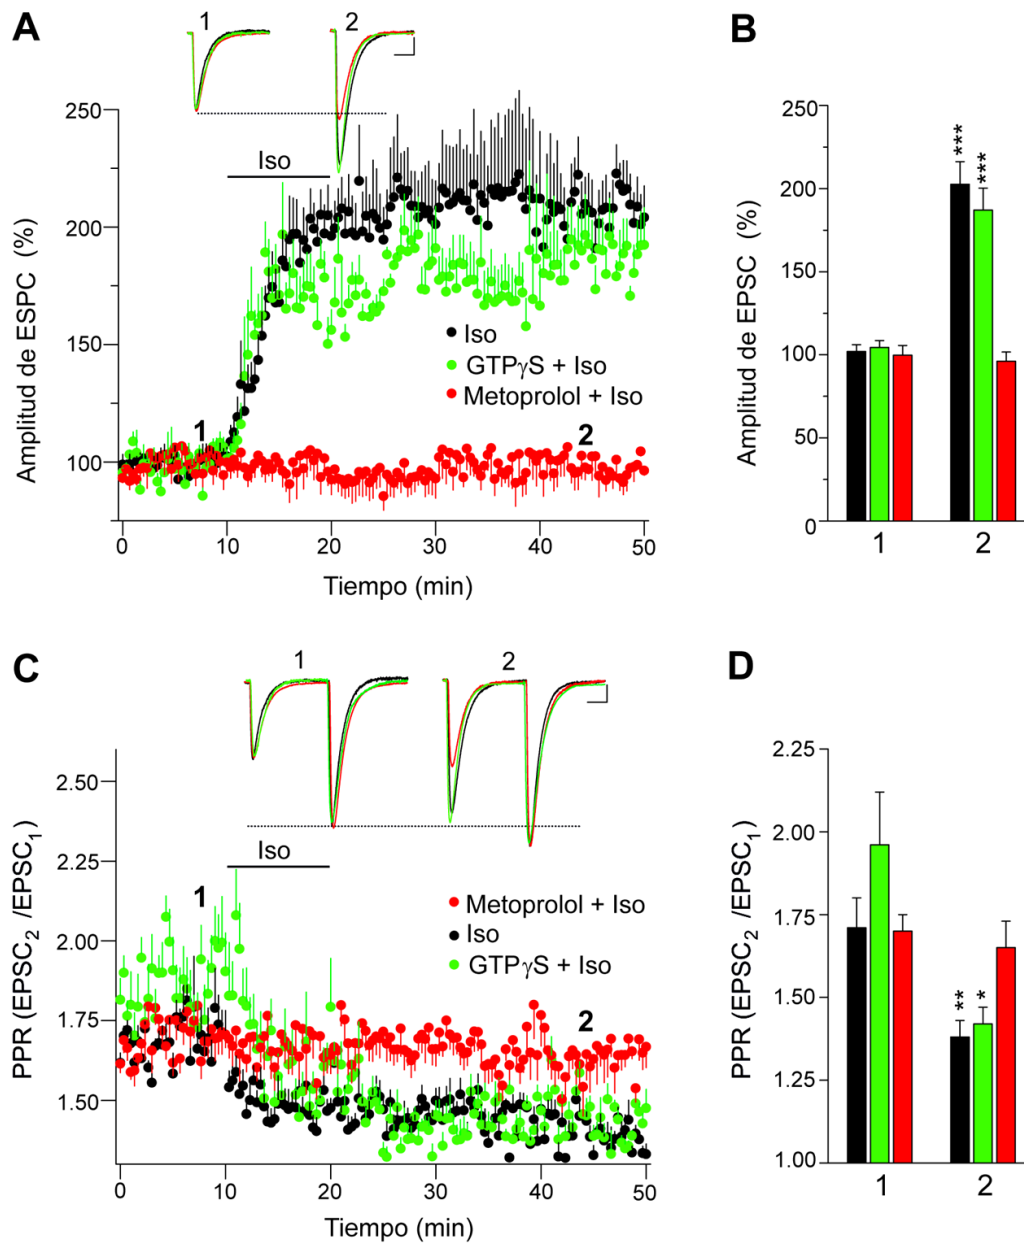 A
1
2
250
200
150
100
Amplitud de ESPC (%)
Iso
Iso
GTPγS + Iso
Metoprolol + Iso
1
2
0
10
20
30
40
50
Tiempo (min)
B
250
200
150
100
50
0
Amplitud de EPSC (%)
***
***
1
2
C
1
2
2.50
2.25
2.00
1.75
1.50
PPR (EPSC2 /EPSC1)
Iso
1
Metoprolol + Iso
Iso
GTPγS + Iso
2
0
10
20
30
40
50
Tiempo (min)
D
2.25
2.00
1.75
1.50
1.25
1.00
PPR (EPSC2 /EPSC1)
**
*
1
2